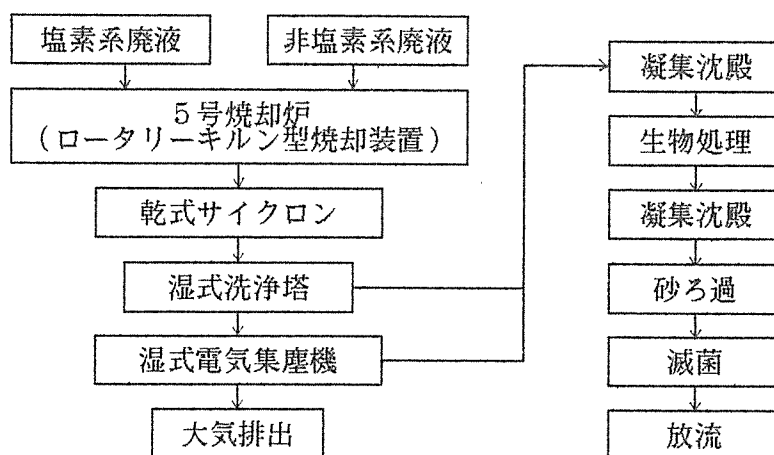 塩素系廃液
非塩素系廃液
5号焼却炉
(ロータリーキルン型焼却装置)
乾式サイクロン
湿式洗浄塔
湿式電気集塵機
大気排出
凝集沈殿
生物処理
凝集沈殿
砂ろ過
滅菌
放流